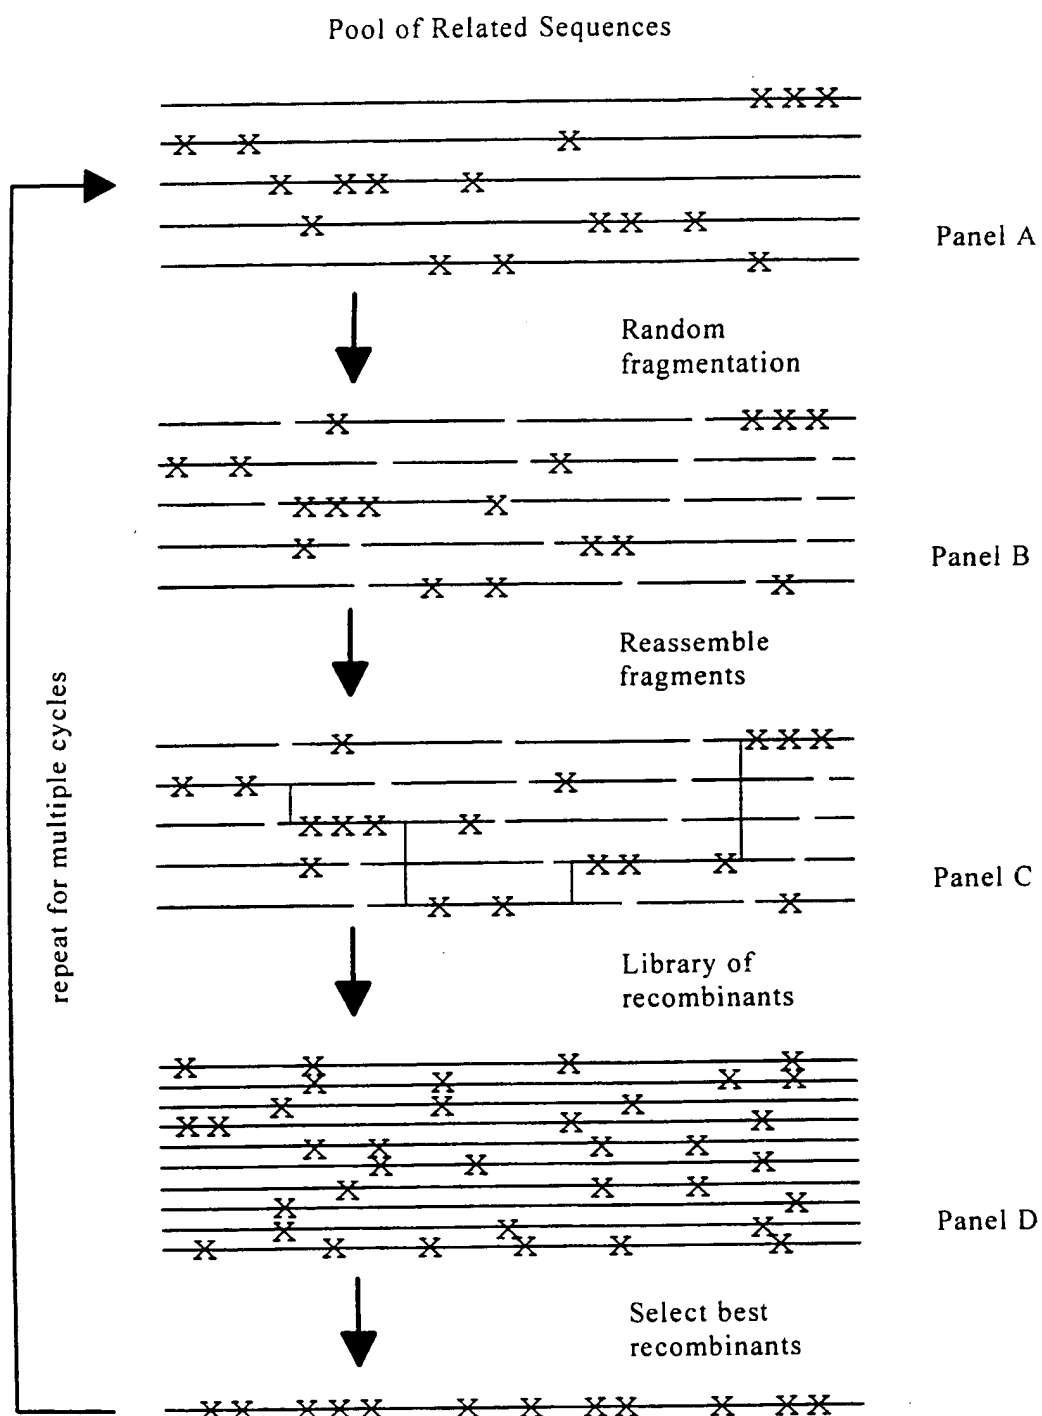 Pool of Related Sequences
Panel A
Random
fragmentation
Panel B
Reassemble
fragments
repeat for multiple cycles
Panel C
Library of
recombinants
Panel D
Select best
recombinants